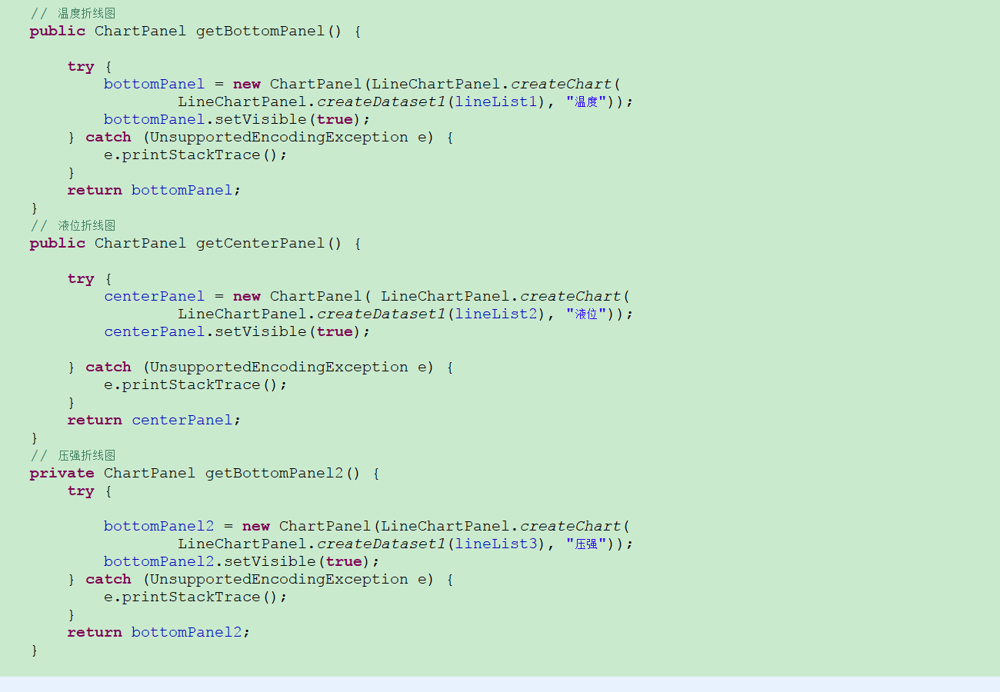 // 温度折线图
public ChartPanel getBottomPanel() {
try {
bottomPanel = new ChartPanel(LineChartPanel.createChart(
LineChartPanel.createDataset1(lineList1), "温度"));
bottomPanel.setVisible(true);
} catch (UnsupportedEncodingException e) {
e.printStackTrace();
}
return bottomPanel;
}
// 液位折线图
public ChartPanel getCenterPanel() {
try {
centerPanel = new ChartPanel( LineChartPanel.createChart(
LineChartPanel.createDataset1(lineList2), "液位"));
centerPanel.setVisible(true);
} catch (UnsupportedEncodingException e) {
e.printStackTrace();
}
return centerPanel;
}
// 压强折线图
private ChartPanel getBottomPanel2() {
try {
bottomPanel2 = new ChartPanel(LineChartPanel.createChart(
LineChartPanel.createDataset1(lineList3), "压强"));
bottomPanel2.setVisible(true);
} catch (UnsupportedEncodingException e) {
e.printStackTrace();
}
return bottomPanel2;
}